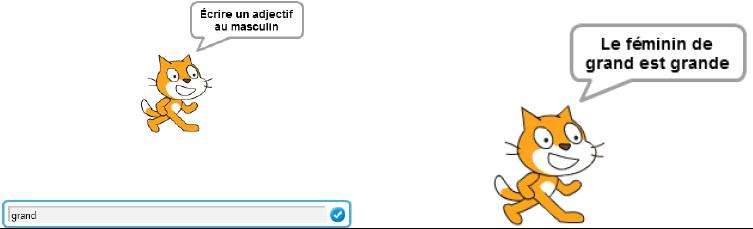 Écrire un adjectif
au masculin
grand
Le féminin de
grand est grande